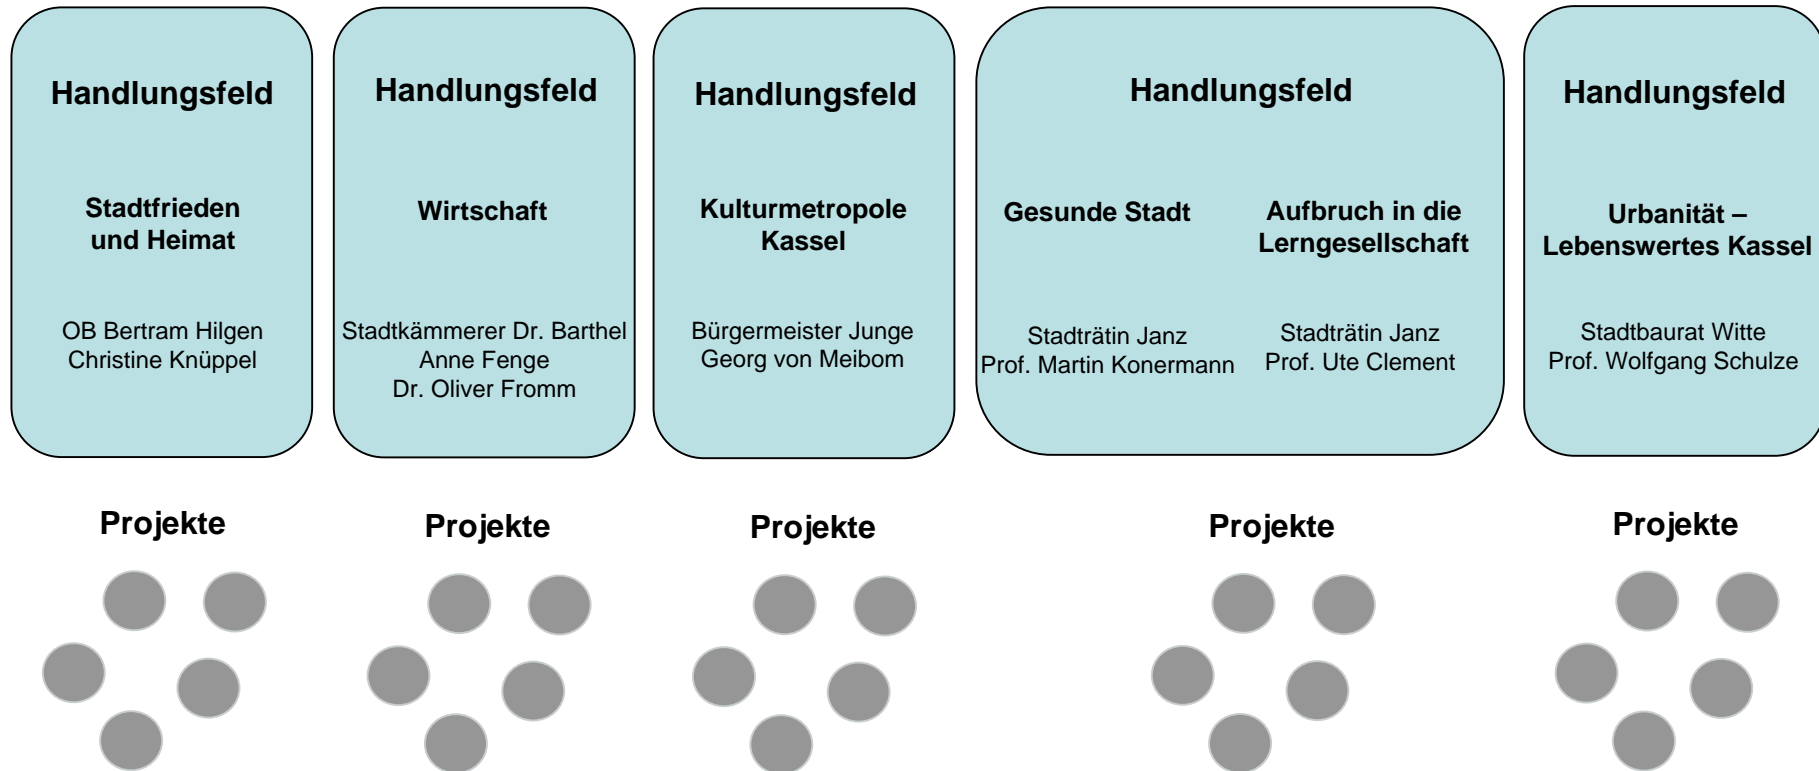 Handlungsfeld
Stadtfrieden
und Heimat
OB Bertram Hilgen
Christine Knüppel
Handlungsfeld
Wirtschaft
Stadtkämmerer Dr. Barthel
Anne Fenge
Dr. Oliver Fromm
Handlungsfeld
Kulturmetropole
Kassel
Bürgermeister Junge
Georg von Meibom
Handlungsfeld
Gesunde Stadt
Stadträtin Janz
Prof. Martin Konermann
Aufbruch in die
Lerngesellschaft
Stadträtin Janz
Prof. Ute Clement
Handlungsfeld
Urbanität –
Lebenswertes Kassel
Stadtbaurat Witte
Prof. Wolfgang Schulze
Projekte
Projekte
Projekte
Projekte
Projekte